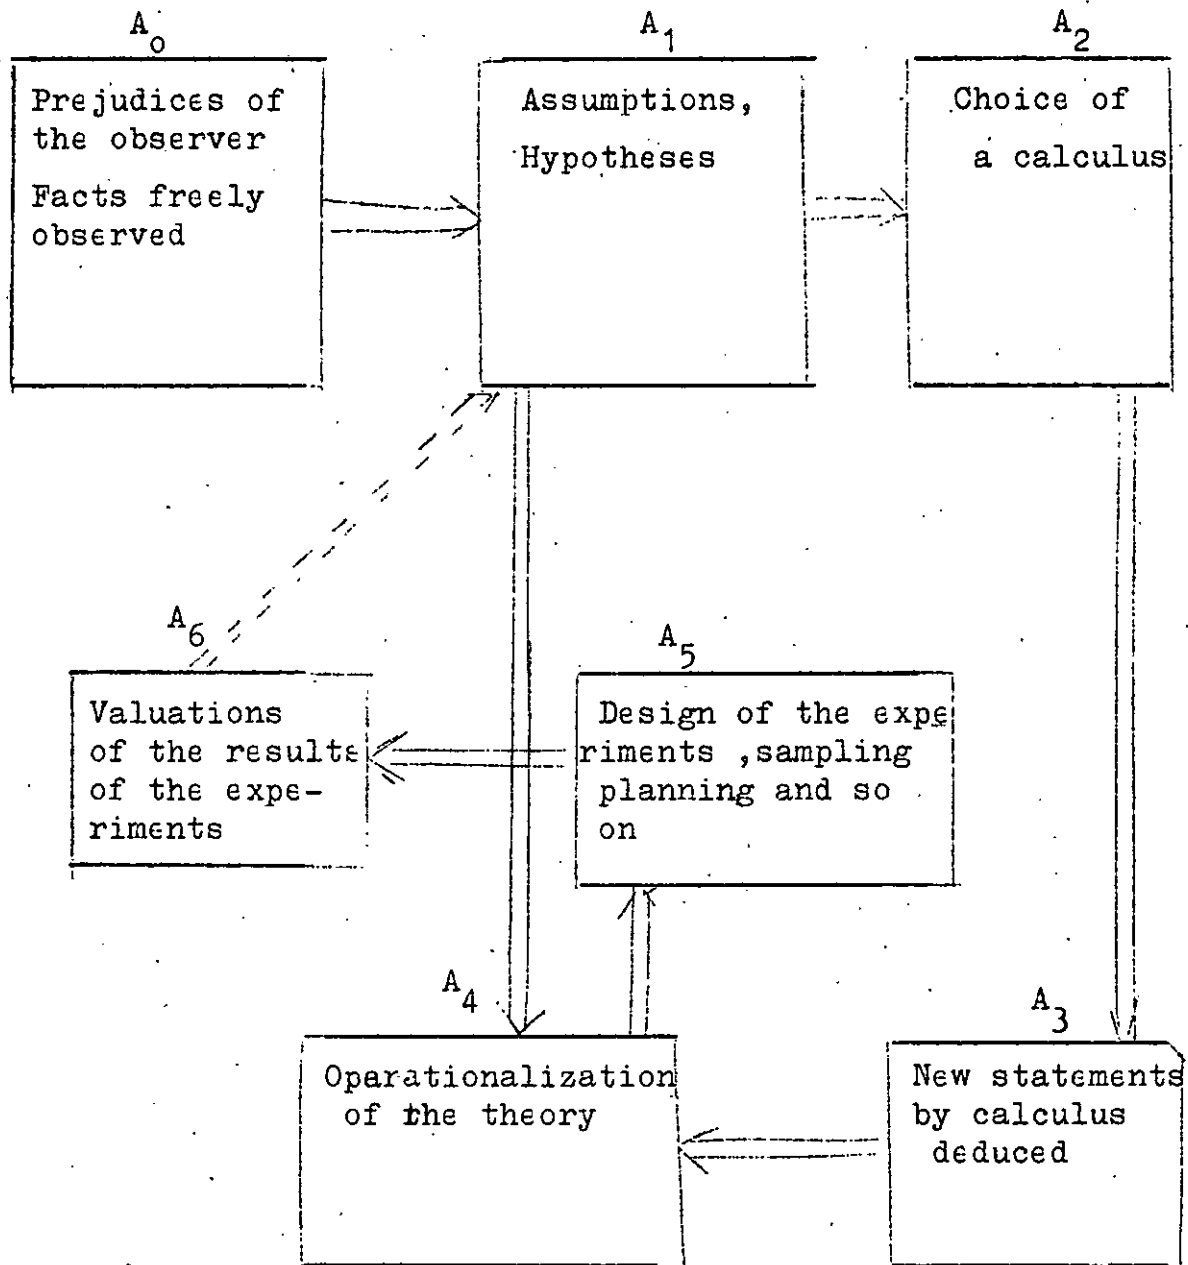 A₀
Prejudices of
the observer
Facts freely
observed
A₁
Assumptions,
Hypotheses
A₂
Choice of
a calculus
A₆
Valuations
of the results
of the expe-
riments
A₅
Design of the expe
riments ,sampling
planning and so
on
A₄
Operationalization
of the theory
A₃
New statements
by calculus
deduced